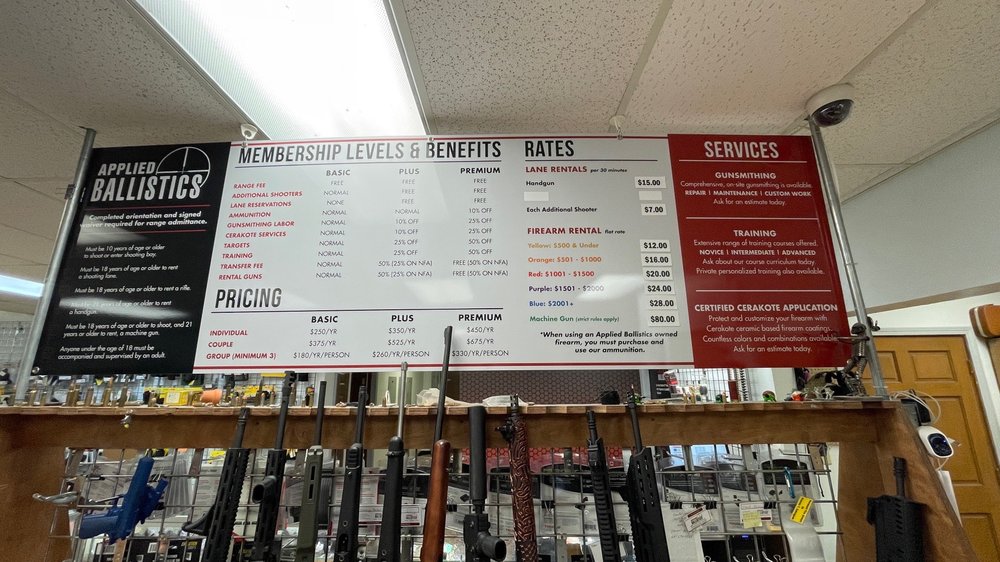 APPLIED
BALLISTICS
Completed orientation and signed
waiver required for range admittance.
Must be 10 years of age or older
to shoot or enter shooting bay.
Must be 18 years of age or older to rent
a shooting lane.
Must be 18 years of age or older to rent a rifle.
Must be 21 years of age or older to rent
a handgun.
Must be 18 years of age or older to shoot, and 21
years or older to rent, a machine gun.
Anyone under the age of 18 must be
accompanied and supervised by an adult.
MEMBERSHIP LEVELS & BENEFITS
BASIC PLUS PREMIUM
RANGE FEE FREE FREE FREE
ADDITIONAL SHOOTERS NORMAL FREE FREE
LANE RESERVATIONS NONE FREE FREE
AMMUNITION NORMAL NORMAL 10% OFF
GUNSMITHING LABOR NORMAL 10% OFF 25% OFF
CERAKOTE SERVICES NORMAL 10% OFF 25% OFF
TARGETS NORMAL 25% OFF 50% OFF
TRAINING NORMAL 25% OFF 50% OFF
TRANSFER FEE NORMAL 50% (25% ON NFA) FREE (50% ON NFA)
RENTAL GUNS NORMAL 50% (25% ON NFA) FREE (50% ON NFA)
PRICING
BASIC PLUS PREMIUM
INDIVIDUAL $250/YR $350/YR $450/YR
COUPLE $375/YR $525/YR $675/YR
GROUP (MINIMUM 3) $180/YR/PERSON $260/YR/PERSON $330/YR/PERSON
RATES
LANE RENTALS per 30 minutes
Handgun $15.00
Each Additional Shooter $7.00
FIREARM RENTAL flat rate
Yellow: $500 & Under $12.00
Orange: $501 - $1000 $16.00
Red: $1001 - $1500 $20.00
Purple: $1501 - $2000 $24.00
Blue: $2001+ $28.00
Machine Gun (strict rules apply) $80.00
*When using an Applied Ballistics owned
firearm, you must purchase and
use our ammunition.
SERVICES
GUNSMITHING
Comprehensive, on-site gunsmithing is available.
REPAIR | MAINTENANCE | CUSTOM WORK
Ask for an estimate today.
TRAINING
Extensive range of training courses offered.
NOVICE | INTERMEDIATE | ADVANCED
Ask about our course curriculum today.
Private personalized training also available.
CERTIFIED CERAKOTE APPLICATION
Protect and customize your firearm with
Cerakote ceramic based firearm coatings.
Countless colors and combinations available.
Ask for an estimate today.